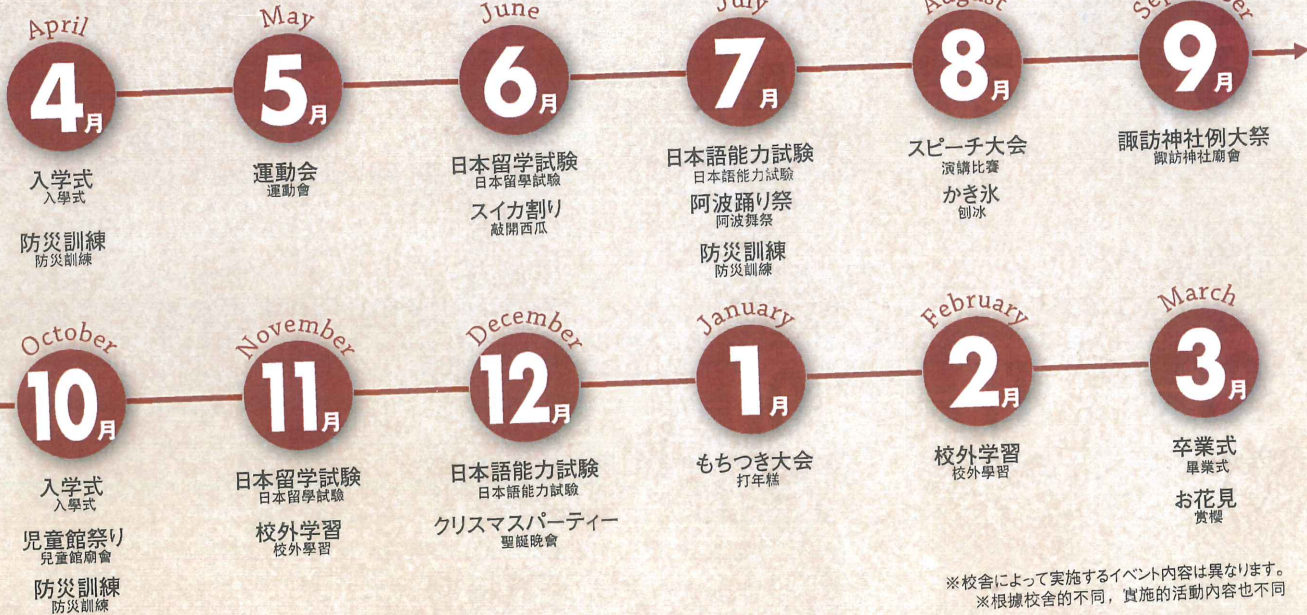 April
4月
入学式
入學式
防災訓練
防災訓練
May
5月
運動会
運動會
June
6月
日本留学試験
日本留學試驗
スイカ割り
敲開西瓜
July
7月
日本語能力試験
日本語能力試驗
阿波踊り祭
阿波舞祭
防災訓練
防災訓練
August
8月
スピーチ大会
演講比賽
かき氷
刨冰
September
9月
諏訪神社例大祭
諏訪神社廟會
October
10月
入学式
入學式
児童館祭り
兒童館廟會
防災訓練
防災訓練
November
11月
日本留学試験
日本留學試驗
校外学習
校外學習
December
12月
日本語能力試験
日本語能力試驗
クリスマスパーティー
聖誕晚會
January
1月
もちつき大会
打年糕
February
2月
校外学習
校外學習
March
3月
卒業式
畢業式
お花見
賞櫻
※校舎によって実施するイベント内容は異なります。
※根據校舍的不同，實施的活動內容也不同